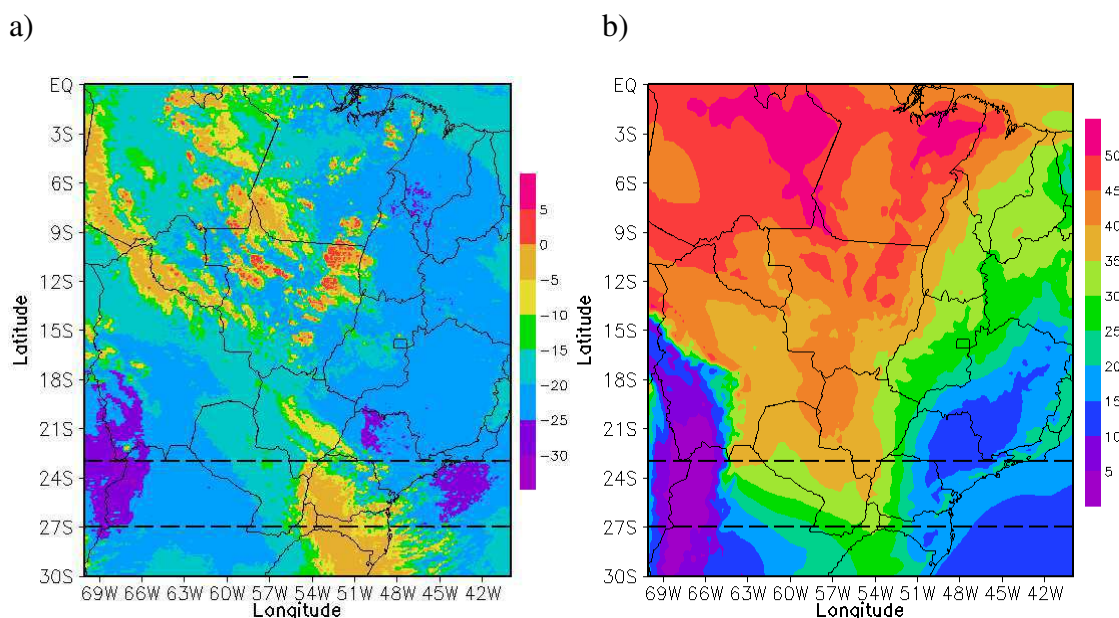 a)
b)
EQ
3S
6S
9S
12S
15S
18S
21S
24S
27S
30S
Latitude
69W 66W 63W 60W 57W 54W 51W 48W 45W 42W
Longitude
5
0
-5
-10
-15
-20
-25
-30
EQ
3S
6S
9S
12S
15S
18S
21S
24S
27S
30S
Latitude
69W 66W 63W 60W 57W 54W 51W 48W 45W 42W
Longitude
50
45
40
35
30
25
20
15
10
5